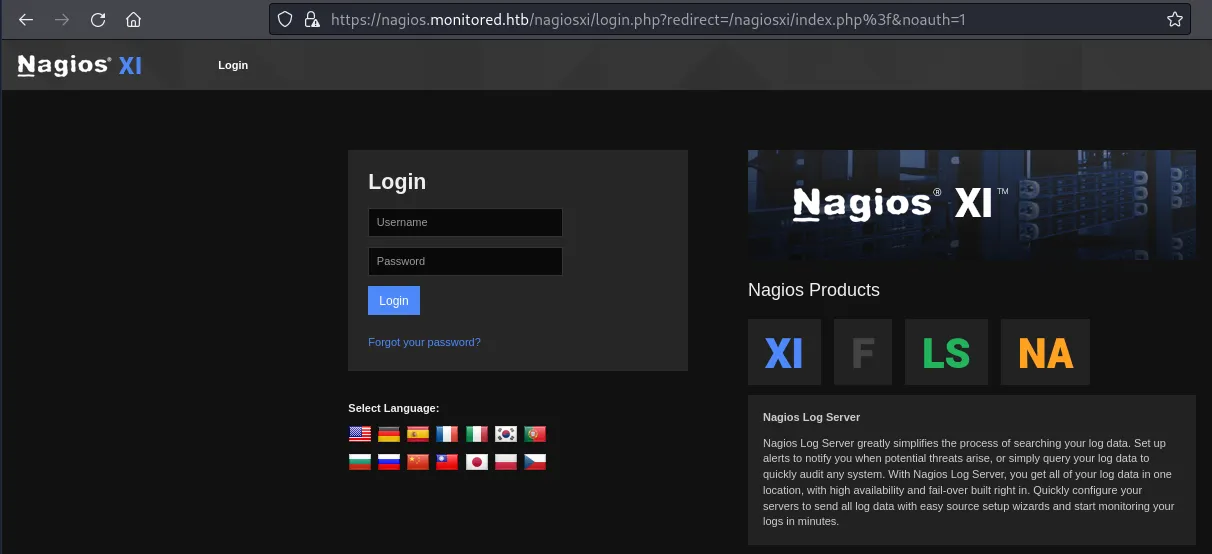 https://nagios.monitored.htb/nagiosxi/login.php?redirect=/nagiosxi/index.php%3f&noauth=1
Nagios® XI
Login
Login
Username
Password
Login
Forgot your password?
Select Language:
Nagios® XI™
Nagios Products
XI F LS NA
Nagios Log Server
Nagios Log Server greatly simplifies the process of searching your log data. Set up
alerts to notify you when potential threats arise, or simply query your log data to
quickly audit any system. With Nagios Log Server, you get all of your log data in one
location, with high availability and fail-over built right in. Quickly configure your
servers to send all log data with easy source setup wizards and start monitoring your
logs in minutes.